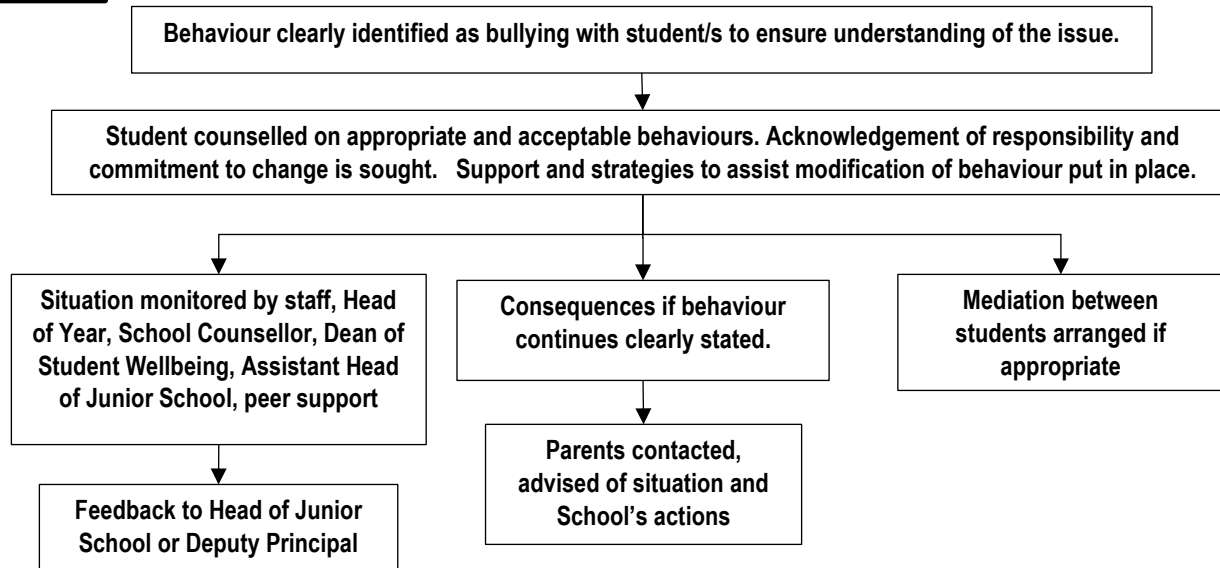 Behaviour clearly identified as bullying with student/s to ensure understanding of the issue.
Student counselled on appropriate and acceptable behaviours. Acknowledgement of responsibility and
commitment to change is sought.   Support and strategies to assist modification of behaviour put in place.
Situation monitored by staff, Head
of Year, School Counsellor, Dean of
Student Wellbeing, Assistant Head
of Junior School, peer support
Feedback to Head of Junior
School or Deputy Principal
Consequences if behaviour
continues clearly stated.
Parents contacted,
advised of situation and
School’s actions
Mediation between
students arranged if
appropriate